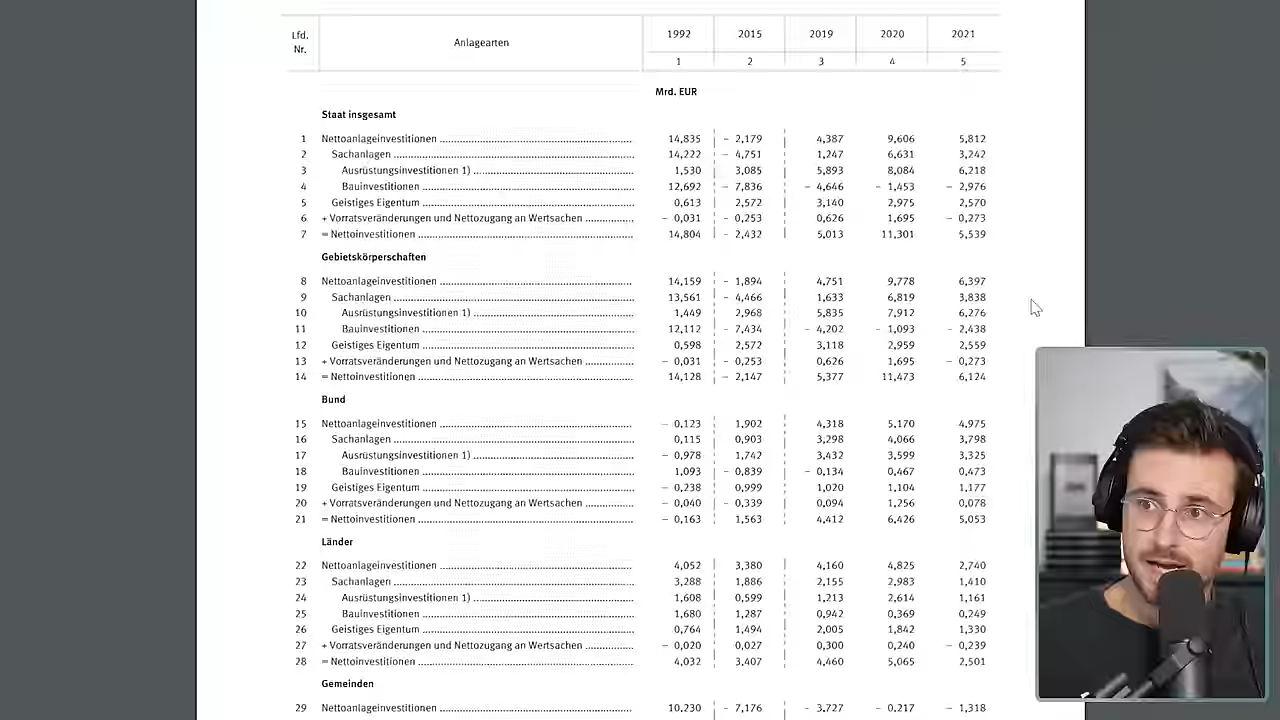 Lfd. Nr. Anlagearten 1992 2015 2019 2020 2021
1 2 3 4 5
Mrd. EUR
Staat insgesamt
1 Nettoanlageinvestitionen 14,835 – 2,179 4,387 9,606 5,812
2 Sachanlagen 14,222 – 4,751 1,247 6,631 3,242
3 Ausrüstungsinvestitionen 1) 1,530 3,085 5,893 8,084 6,218
4 Bauinvestitionen 12,692 – 7,836 – 4,646 – 1,453 – 2,976
5 Geistiges Eigentum 0,613 2,572 3,140 2,975 2,570
6 + Vorratsveränderungen und Nettozugang an Wertsachen – 0,031 – 0,253 0,626 1,695 – 0,273
7 = Nettoinvestitionen 14,804 – 2,432 5,013 11,301 5,539
Gebietskörperschaften
8 Nettoanlageinvestitionen 14,159 – 1,894 4,751 9,778 6,397
9 Sachanlagen 13,561 – 4,466 1,633 6,819 3,838
10 Ausrüstungsinvestitionen 1) 1,449 2,968 5,835 7,912 6,276
11 Bauinvestitionen 12,112 – 7,434 – 4,202 – 1,093 – 2,438
12 Geistiges Eigentum 0,598 2,572 3,118 2,959 2,559
13 + Vorratsveränderungen und Nettozugang an Wertsachen – 0,031 – 0,253 0,626 1,695 – 0,273
14 = Nettoinvestitionen 14,128 – 2,147 5,377 11,473 6,124
Bund
15 Nettoanlageinvestitionen – 0,123 1,902 4,318 5,170 4,975
16 Sachanlagen 0,115 0,903 3,298 4,066 3,798
17 Ausrüstungsinvestitionen 1) – 0,978 1,742 3,432 3,599 3,325
18 Bauinvestitionen 1,093 – 0,839 – 0,134 0,467 0,473
19 Geistiges Eigentum – 0,238 0,999 1,020 1,104 1,177
20 + Vorratsveränderungen und Nettozugang an Wertsachen – 0,040 – 0,339 0,094 1,256 0,078
21 = Nettoinvestitionen – 0,163 1,563 4,412 6,426 5,053
Länder
22 Nettoanlageinvestitionen 4,052 3,380 4,160 4,825 2,740
23 Sachanlagen 3,288 1,886 2,155 2,983 1,410
24 Ausrüstungsinvestitionen 1) 1,608 0,599 1,213 2,614 1,161
25 Bauinvestitionen 1,680 1,287 0,942 0,369 0,249
26 Geistiges Eigentum 0,764 1,494 2,005 1,842 1,330
27 + Vorratsveränderungen und Nettozugang an Wertsachen – 0,020 0,027 0,300 0,240 – 0,239
28 = Nettoinvestitionen 4,032 3,407 4,460 5,065 2,501
Gemeinden
29 Nettoanlageinvestitionen 10,230 – 7,176 – 3,727 – 0,217 – 1,318